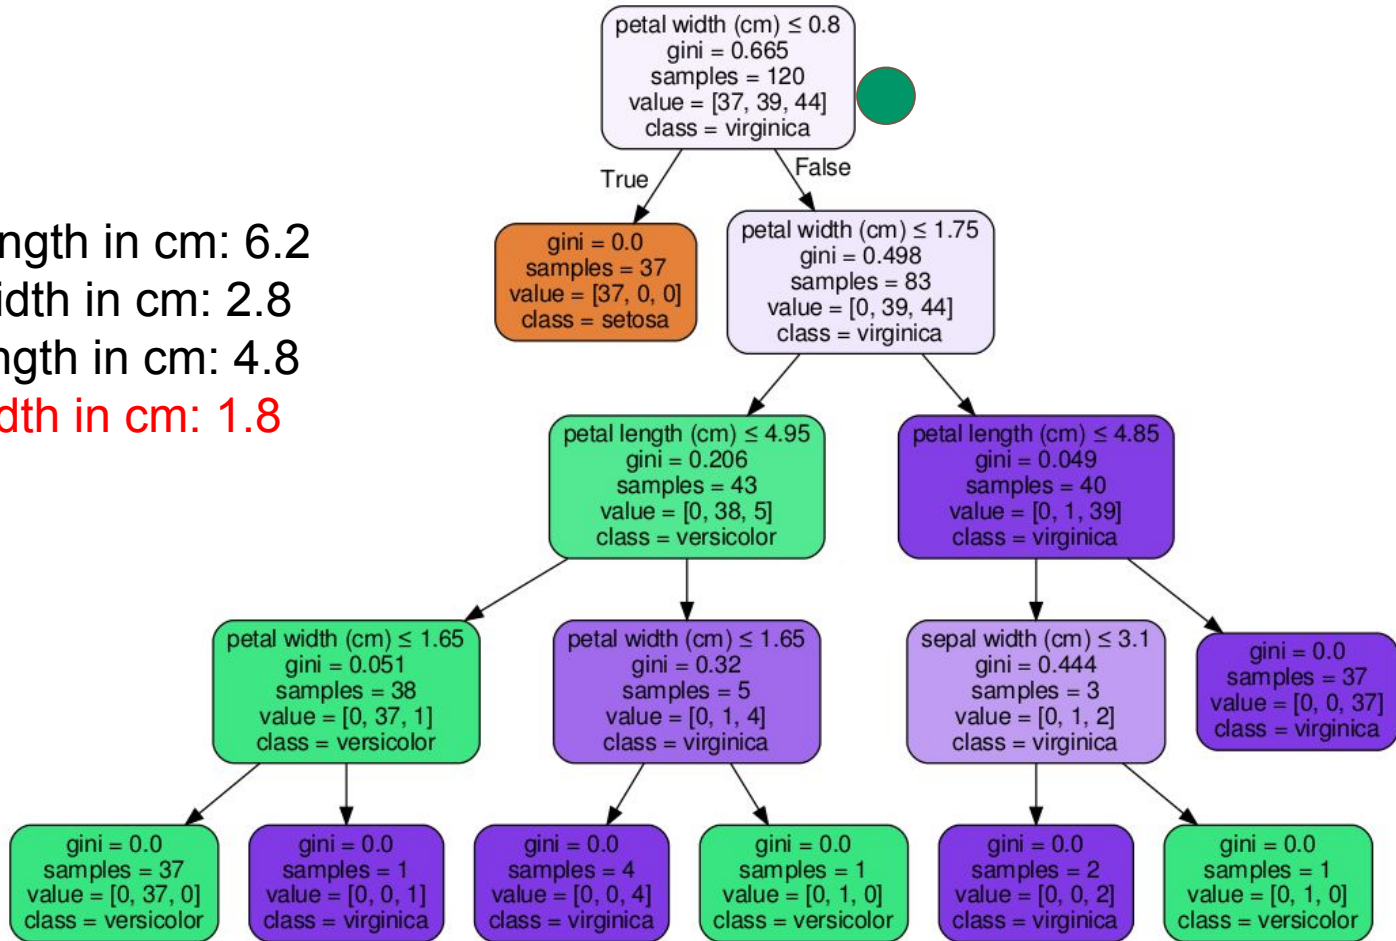 petal width (cm) ≤ 0.8
gini = 0.665
samples = 120
value = [37, 39, 44]
class = virginica
True
False
in cm: 6.2
in cm: 2.8
in cm: 4.8
in cm: 1.8
gini = 0.0
samples = 37
value = [37, 0, 0]
class = setosa
petal width (cm) ≤ 1.75
gini = 0.498
samples = 83
value = [0, 39, 44]
class = virginica
petal length (cm) ≤ 4.95
gini = 0.206
samples = 43
value = [0, 38, 5]
class = versicolor
petal length (cm) ≤ 4.85
gini = 0.049
samples = 40
value = [0, 1, 39]
class = virginica
petal width (cm) ≤ 1.65
gini = 0.051
samples = 38
value = [0, 37, 1]
class = versicolor
petal width (cm) ≤ 1.65
gini = 0.32
samples = 5
value = [0, 1, 4]
class = virginica
sepal width (cm) ≤ 3.1
gini = 0.444
samples = 3
value = [0, 1, 2]
class = virginica
gini = 0.0
samples = 37
value = [0, 0, 37]
class = virginica
gini = 0.0
samples = 37
value = [0, 37, 0]
class = versicolor
gini = 0.0
samples = 1
value = [0, 0, 1]
class = virginica
gini = 0.0
samples = 4
value = [0, 0, 4]
class = virginica
gini = 0.0
samples = 1
value = [0, 1, 0]
class = versicolor
gini = 0.0
samples = 2
value = [0, 0, 2]
class = virginica
gini = 0.0
samples = 1
value = [0, 1, 0]
class = versicolor